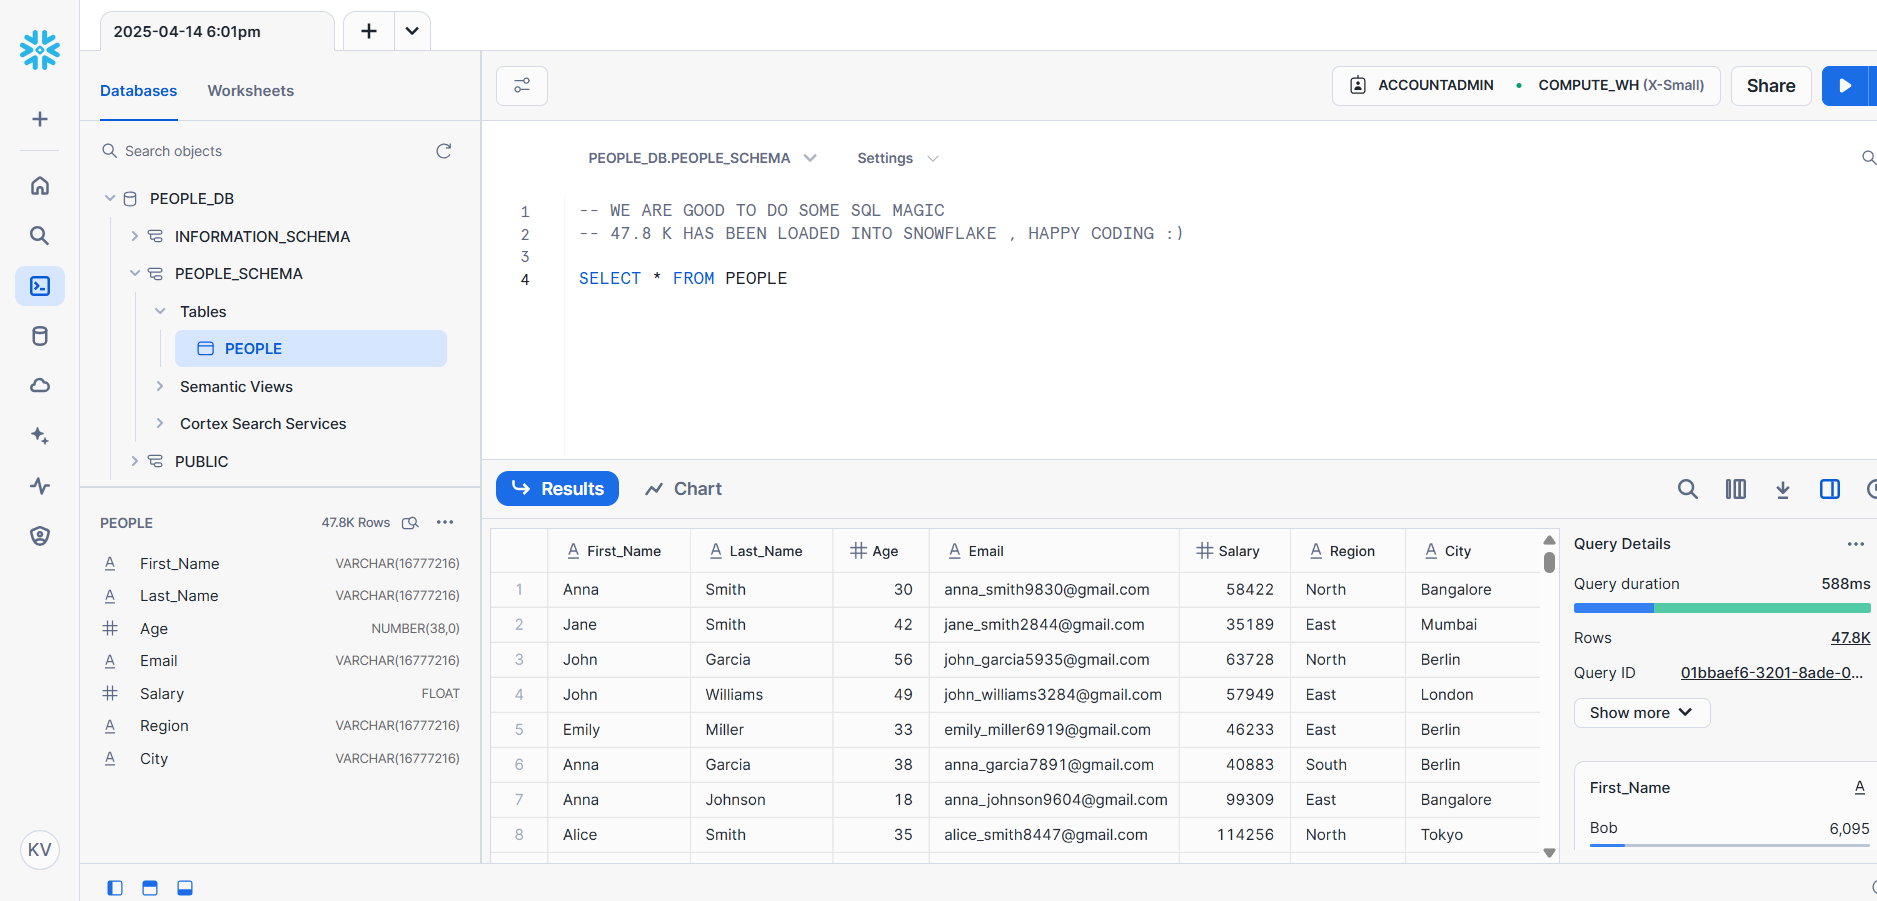 2025-04-14 6:01pm
Databases
Worksheets
Search objects
PEOPLE_DB
INFORMATION_SCHEMA
PEOPLE_SCHEMA
Tables
PEOPLE
Semantic Views
Cortex Search Services
PUBLIC
PEOPLE 47.8K Rows
First_Name VARCHAR(16777216)
Last_Name VARCHAR(16777216)
Age NUMBER(38,0)
Email VARCHAR(16777216)
Salary FLOAT
Region VARCHAR(16777216)
City VARCHAR(16777216)
KV
ACCOUNTADMIN • COMPUTE_WH (X-Small)
Share
PEOPLE_DB.PEOPLE_SCHEMA
Settings
1 -- WE ARE GOOD TO DO SOME SQL MAGIC
2 -- 47.8 K HAS BEEN LOADED INTO SNOWFLAKE , HAPPY CODING :)
3
4 SELECT * FROM PEOPLE
Results
Chart
First_Name Last_Name Age Email Salary Region City
1 Anna Smith 30 anna_smith9830@gmail.com 58422 North Bangalore
2 Jane Smith 42 jane_smith2844@gmail.com 35189 East Mumbai
3 John Garcia 56 john_garcia5935@gmail.com 63728 North Berlin
4 John Williams 49 john_williams3284@gmail.com 57949 East London
5 Emily Miller 33 emily_miller6919@gmail.com 46233 East Berlin
6 Anna Garcia 38 anna_garcia7891@gmail.com 40883 South Berlin
7 Anna Johnson 18 anna_johnson9604@gmail.com 99309 East Bangalore
8 Alice Smith 35 alice_smith8447@gmail.com 114256 North Tokyo
Query Details
Query duration 588ms
Rows 47.8K
Query ID 01bbaef6-3201-8ade-0...
Show more
First_Name A
Bob 6,095